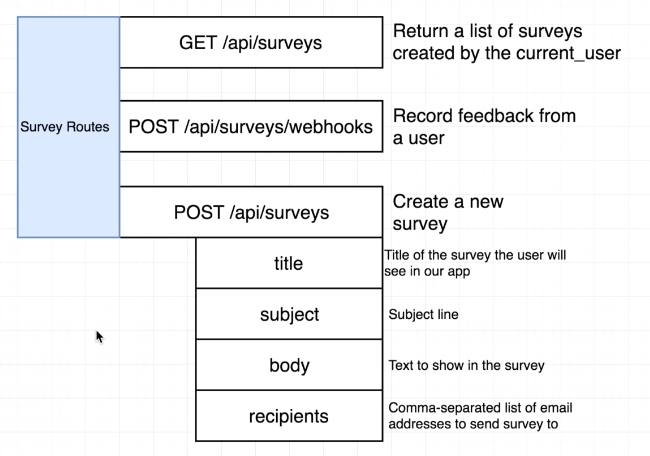 GET /api/surveys
Return a list of surveys
created by the current_user
Survey Routes
POST /api/surveys/webhooks
Record feedback from
a user
POST /api/surveys
Create a new
survey
title
Title of the survey the user will
see in our app
subject
Subject line
body
Text to show in the survey
recipients
Comma-separated list of email
addresses to send survey to